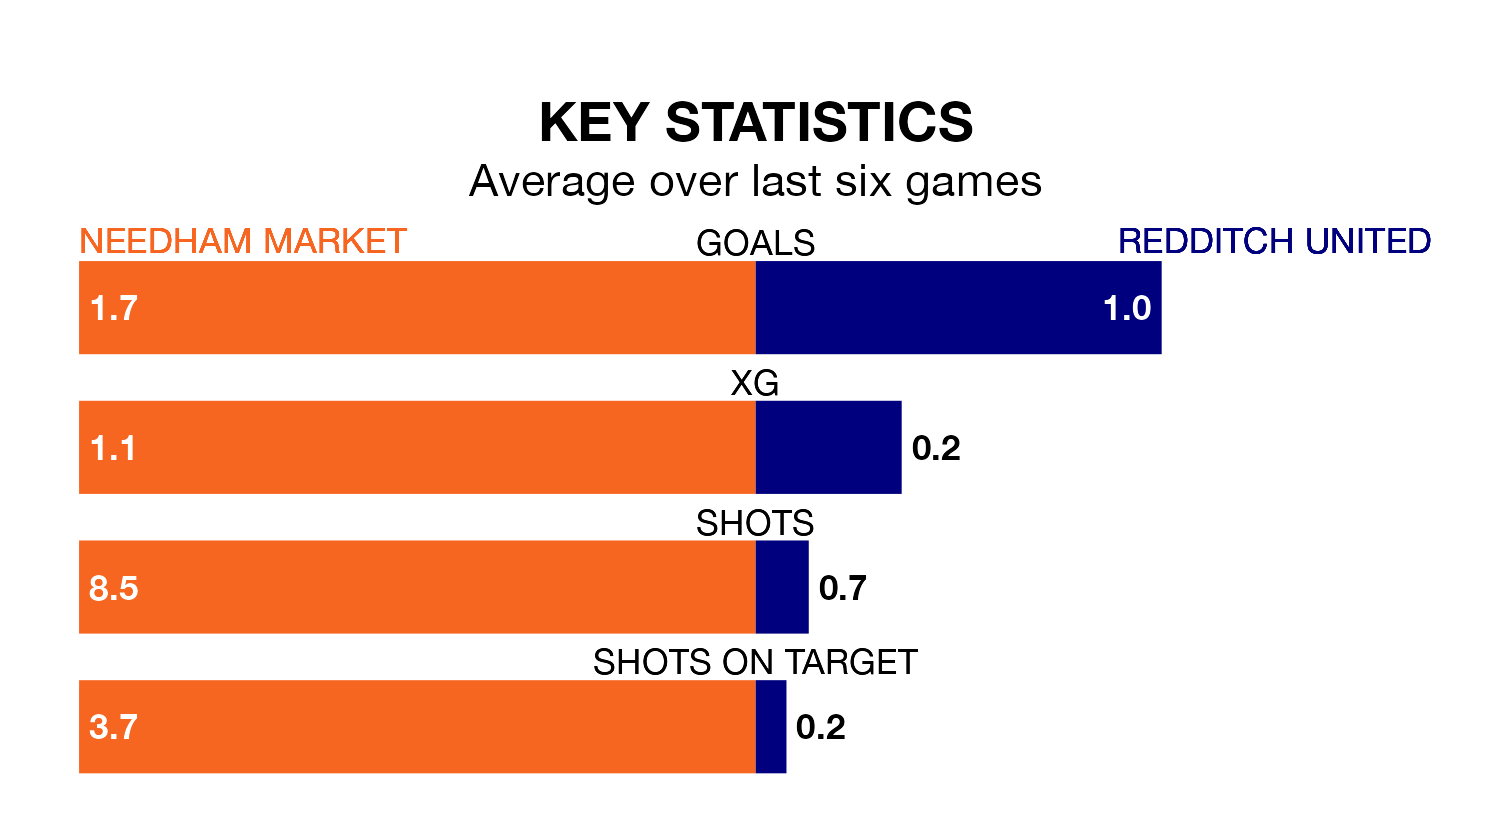 KEY STATISTICS
Average over last six games
NEEDHAM MARKET GOALS REDDITCH UNITED
1.7 1.0
XG
1.1 0.2
SHOTS
8.5 0.7
SHOTS ON TARGET
3.7 0.2